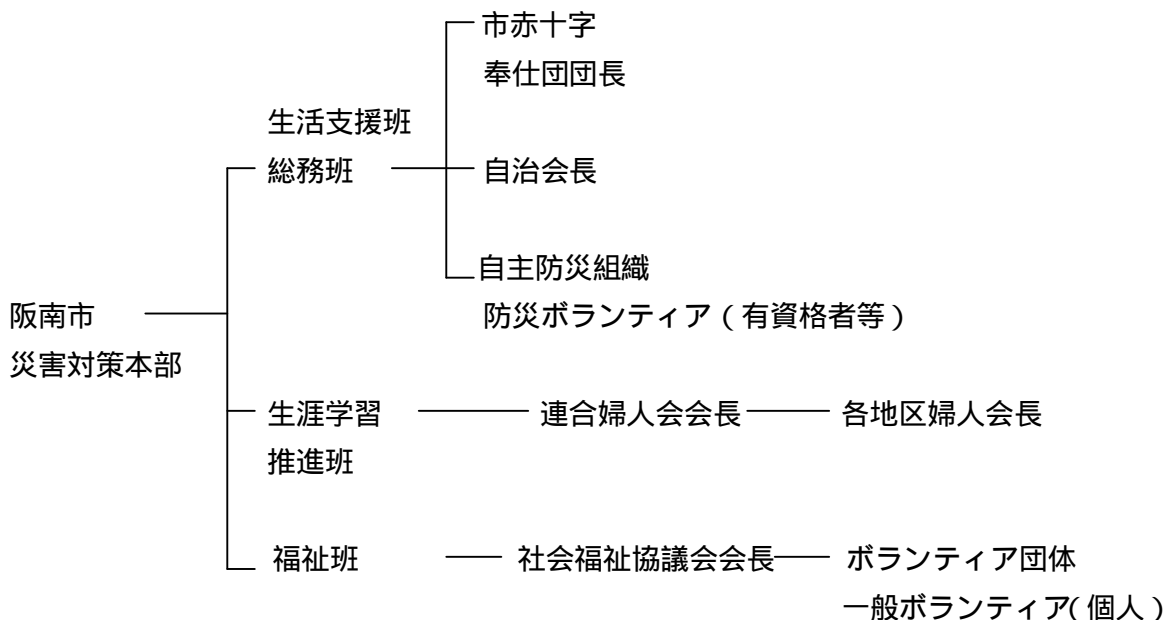 市赤十字
奉仕団団長
生活支援班
総務班
自治会長
自主防災組織
防災ボランティア（有資格者等）
阪南市
災害対策本部
生涯学習
推進班
連合婦人会会長
各地区婦人会長
福祉班
社会福祉協議会会長
ボランティア団体
一般ボランティア（個人）